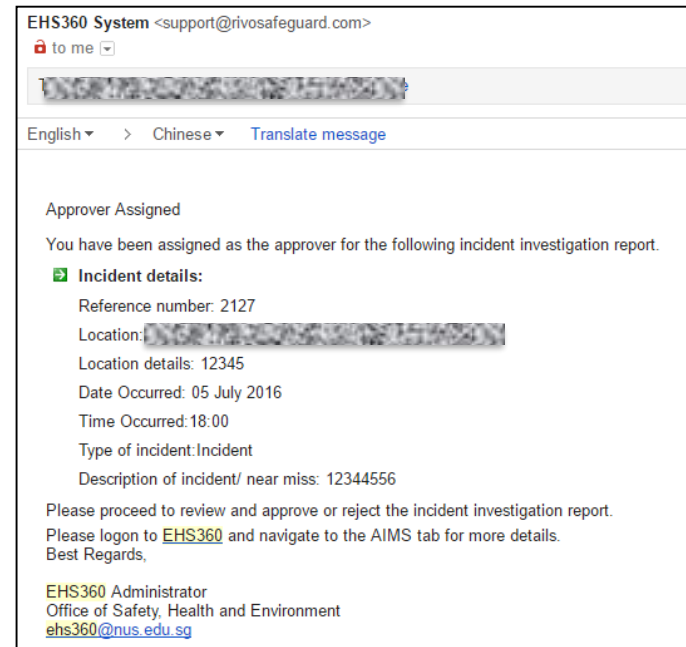 EHS360 System <support@rivosafeguard.com>
to me
English > Chinese Translate message
Approver Assigned
You have been assigned as the approver for the following incident investigation report.
Incident details:
Reference number: 2127
Location:
Location details: 12345
Date Occurred: 05 July 2016
Time Occurred:18:00
Type of incident:Incident
Description of incident/ near miss: 12344556
Please proceed to review and approve or reject the incident investigation report.
Please logon to EHS360 and navigate to the AIMS tab for more details.
Best Regards,
EHS360 Administrator
Office of Safety, Health and Environment
ehs360@nus.edu.sg